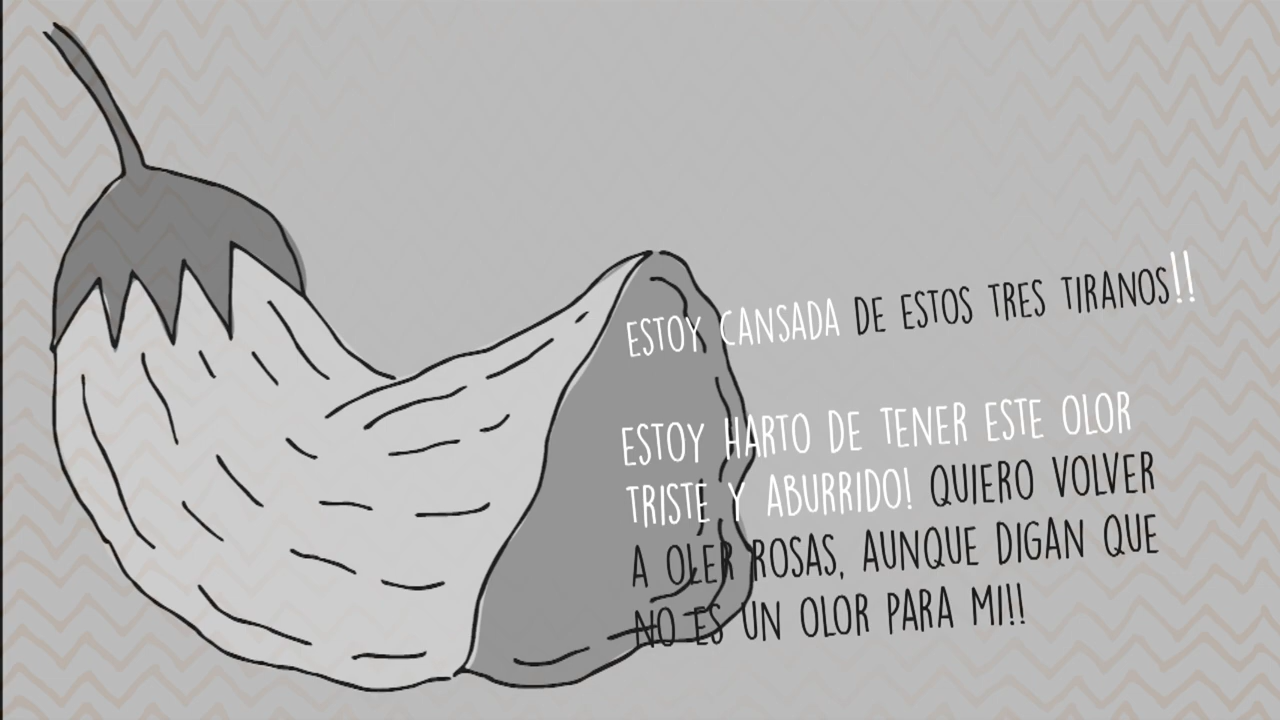 ESTOY CANSADA DE ESTOS TRES TIRANOS!!
ESTOY HARTO DE TENER ESTE OLOR
TRISTE Y ABURRIDO! QUIERO VOLVER
A OLER ROSAS, AUNQUE DIGAN QUE
NO ES UN OLOR PARA MI!!